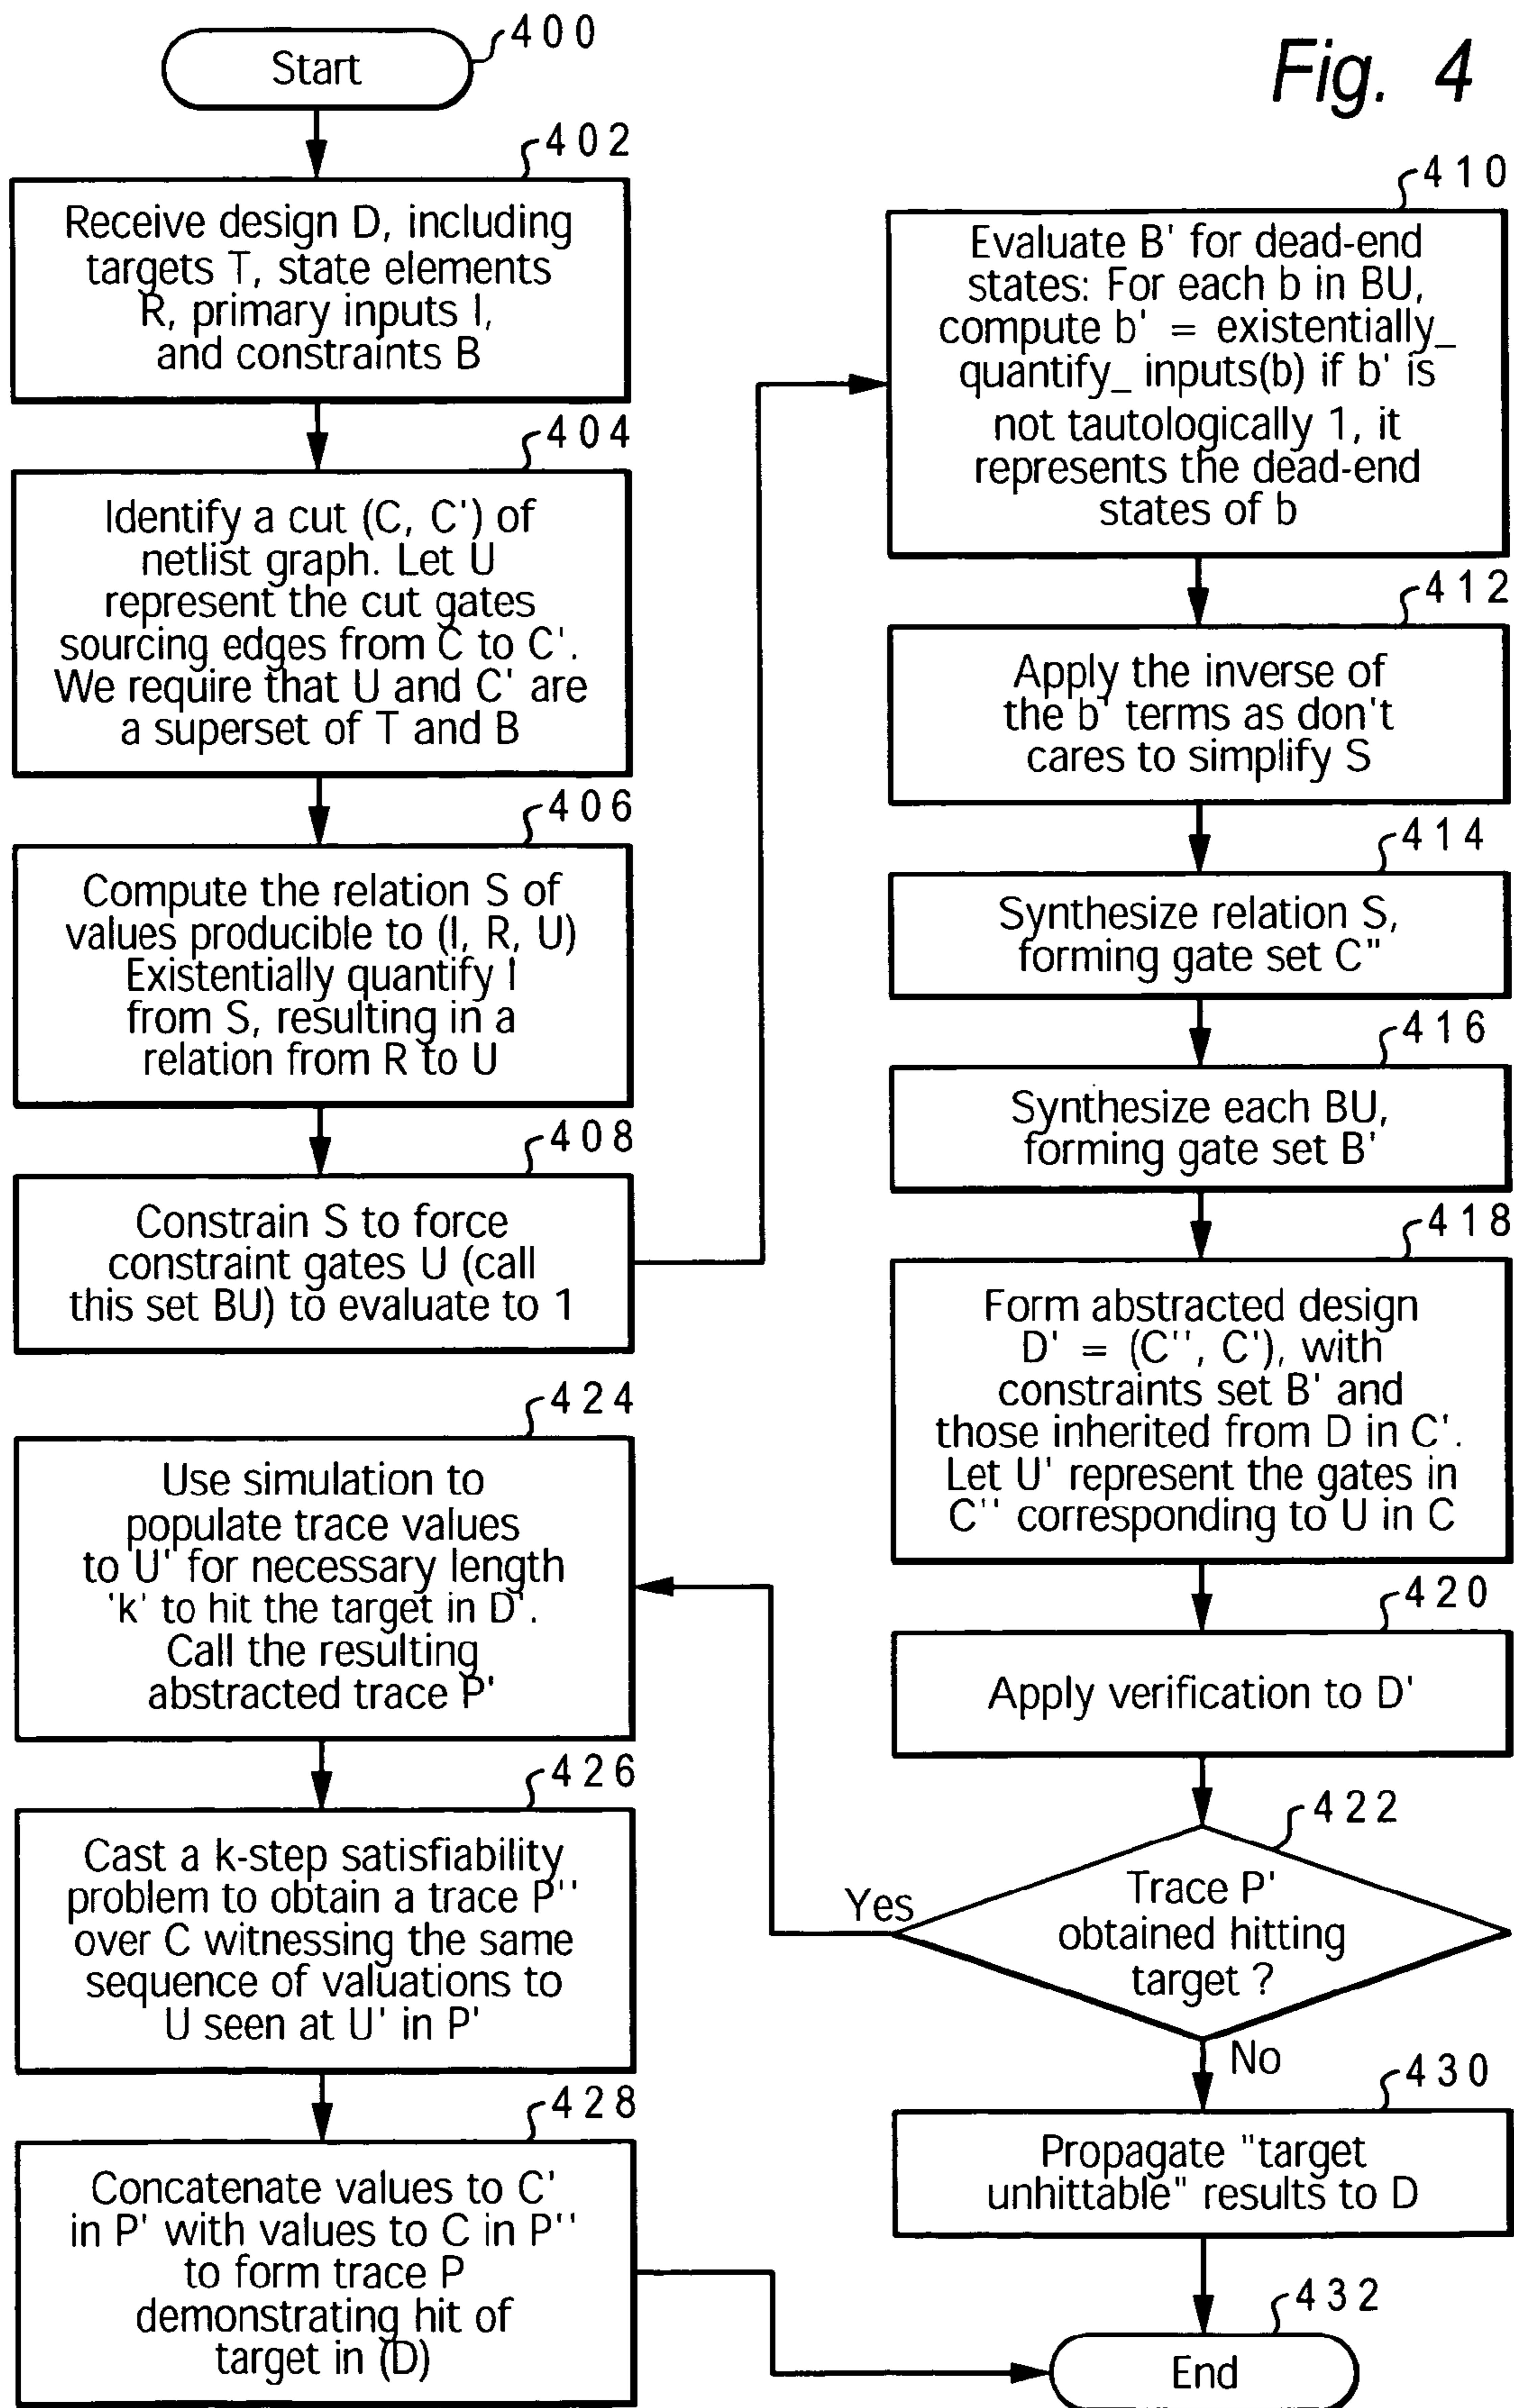 Fig. 4
400
Start
402
Receive design D, including
targets T, state elements
R, primary inputs I,
and constraints B
404
Identify a cut (C, C') of
netlist graph. Let U
represent the cut gates
sourcing edges from C to C'.
We require that U and C' are
a superset of T and B
406
Compute the relation S of
values producible to (I, R, U)
Existentially quantify I
from S, resulting in a
relation from R to U
408
Constrain S to force
constraint gates U (call
this set BU) to evaluate to 1
410
Evaluate B' for dead-end
states: For each b in BU,
compute b' = existentially_
quantify_ inputs(b) if b' is
not tautologically 1, it
represents the dead-end
states of b
412
Apply the inverse of
the b' terms as don't
cares to simplify S
414
Synthesize relation S,
forming gate set C"
416
Synthesize each BU,
forming gate set B'
418
Form abstracted design
D' = (C'', C'), with
constraints set B' and
those inherited from D in C'.
Let U' represent the gates in
C'' corresponding to U in C
420
Apply verification to D'
422
Trace P'
obtained hitting
target ?
Yes
No
424
Use simulation to
populate trace values
to U' for necessary length
'k' to hit the target in D'.
Call the resulting
abstracted trace P'
426
Cast a k-step satisfiability
problem to obtain a trace P''
over C witnessing the same
sequence of valuations to
U seen at U' in P'
428
Concatenate values to C'
in P' with values to C in P''
to form trace P
demonstrating hit of
target in (D)
430
Propagate "target
unhittable" results to D
432
End